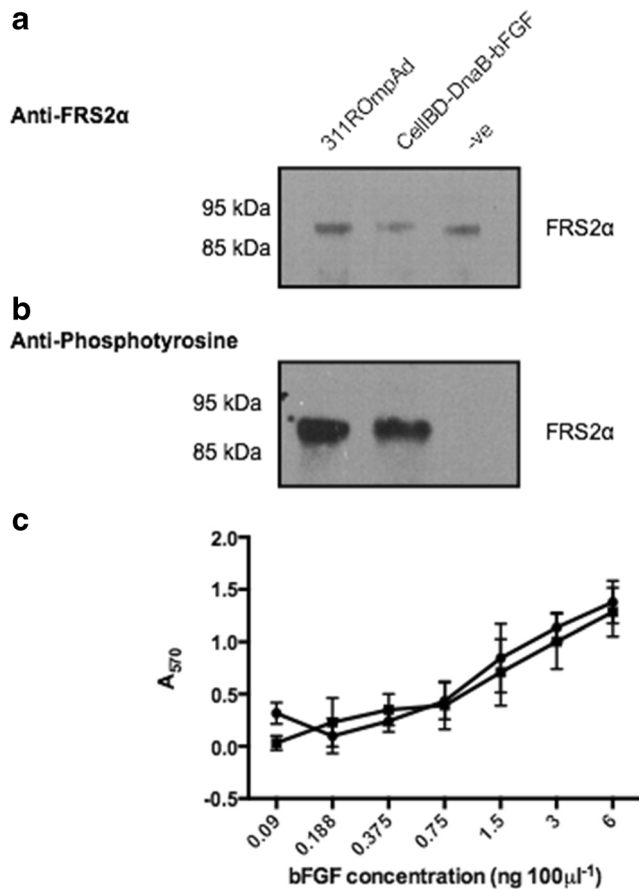 a
Anti-FRS2α
311ROmpAd
CellBD-DnaB-bFGF
-ve
95 kDa
85 kDa
FRS2α
b
Anti-Phosphotyrosine
95 kDa
85 kDa
FRS2α
c
2.0
1.5
1.0
0.5
0.0
-0.5
A570
0.09
0.188
0.375
0.75
1.5
3
6
bFGF concentration (ng 100μl-1)